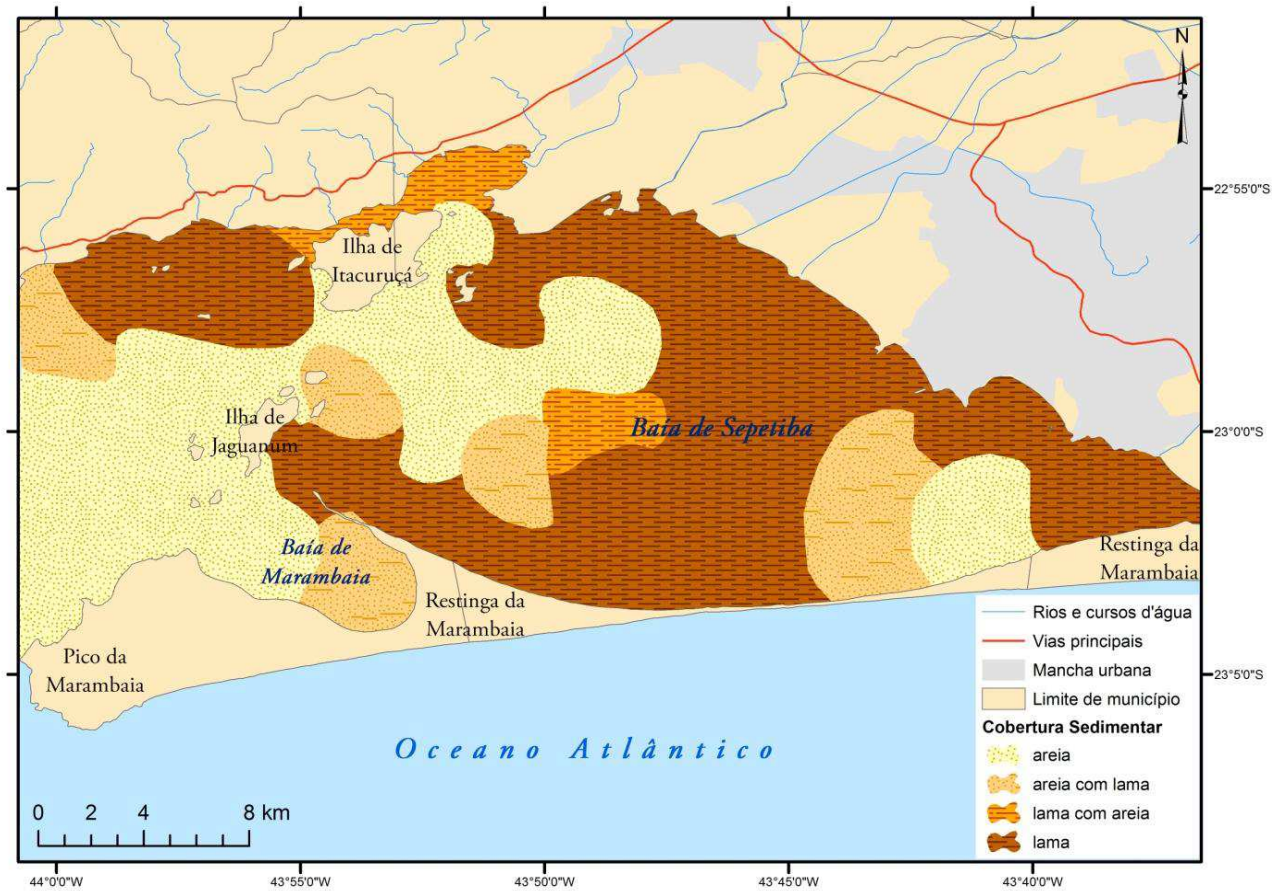 N
22°55'0"S
Ilha de
Itacuruçá
Ilha de
Jaguanum
Baía de Sepetiba
23°0'0"S
Baía de
Marambaia
Restinga da
Marambaia
Restinga da
Marambaia
Pico da
Marambaia
23°5'0"S
Oceano Atlântico
Rios e cursos d'água
Vias principais
Mancha urbana
Limite de município
Cobertura Sedimentar
areia
areia com lama
lama com areia
lama
0 2 4 8 km
44°0'0"W 43°55'0"W 43°50'0"W 43°45'0"W 43°40'0"W